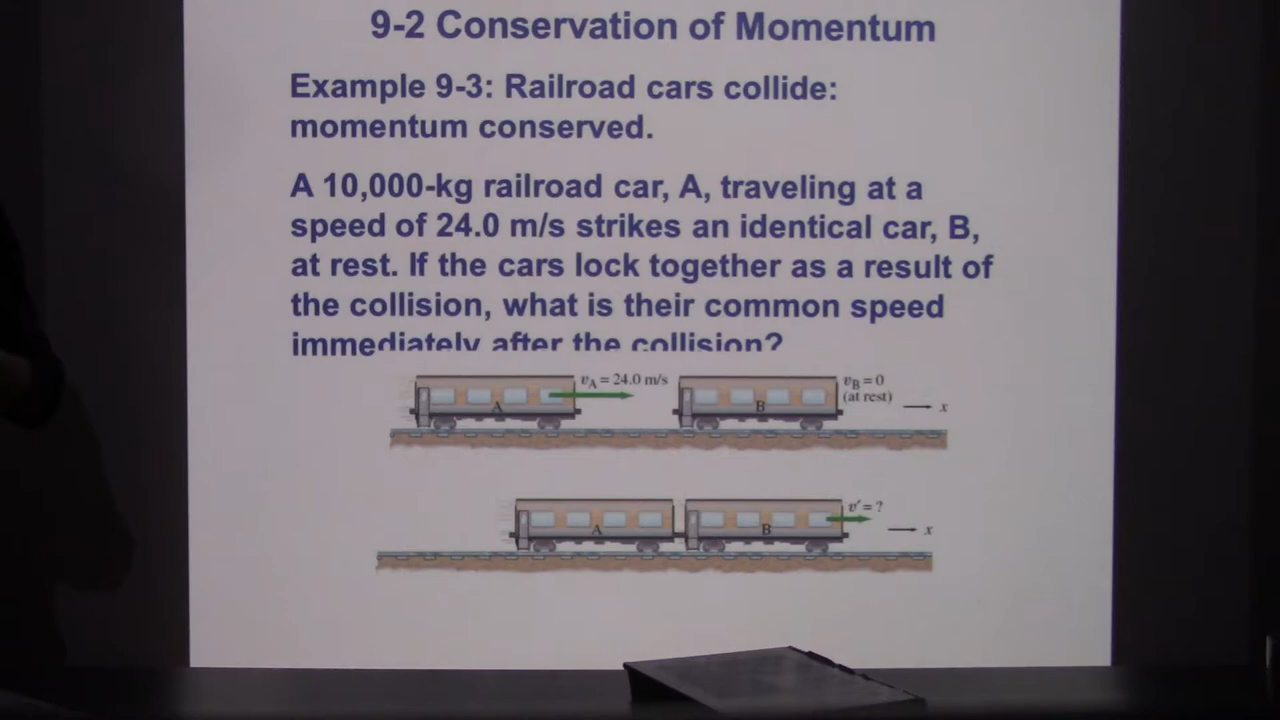 9-2 Conservation of Momentum
Example 9-3: Railroad cars collide:
momentum conserved.
A 10,000-kg railroad car, A, traveling at a
speed of 24.0 m/s strikes an identical car, B,
at rest. If the cars lock together as a result of
the collision, what is their common speed
immediately after the collision?
vA = 24.0 m/s
vB = 0
(at rest)
x
A
B
v′ = ?
x
A
B